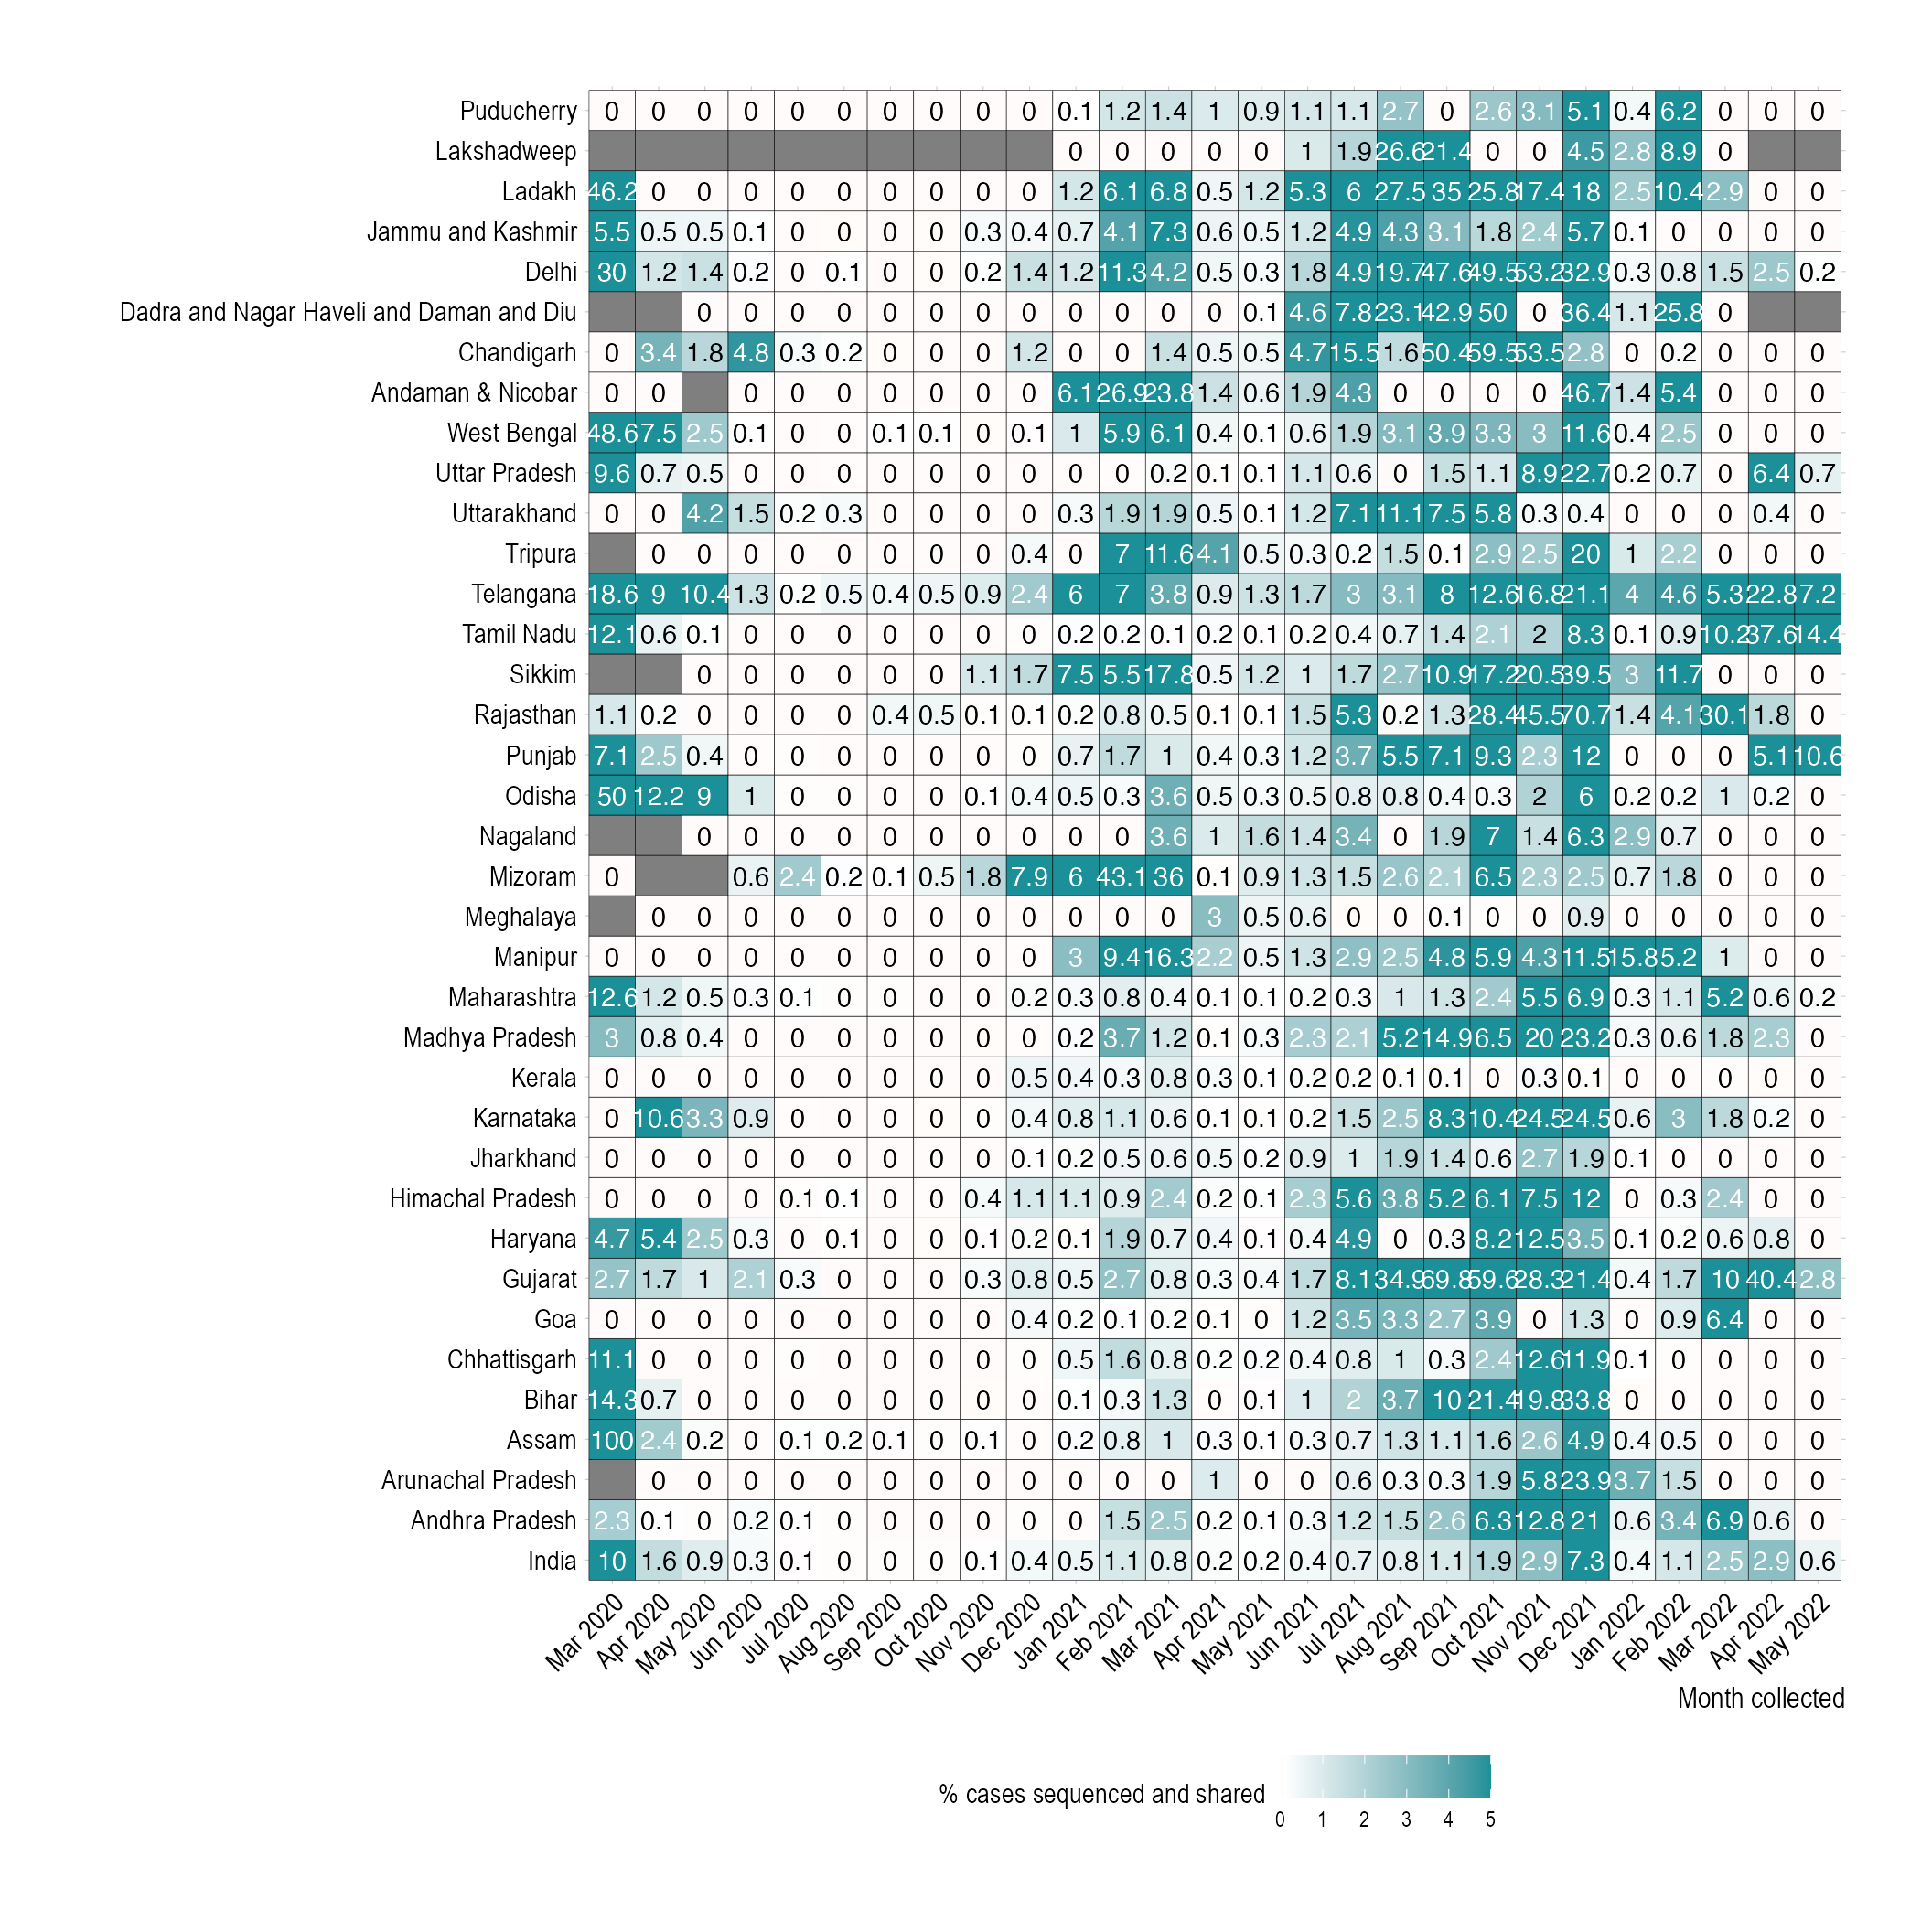 Puducherry 0 0 0 0 0 0 0 0 0 0 0.1 1.2 1.4 1 0.9 1.1 1.1 2.7 0 2.6 3.1 5.1 0.4 6.2 0 0 0
Lakshadweep 0 0 0 0 0 1 1.9 26.6 21.4 0 0 4.5 2.8 8.9 0
Ladakh 46.2 0 0 0 0 0 0 0 0 0 1.2 6.1 6.8 0.5 1.2 5.3 6 27.5 35 25.8 17.4 18 2.5 10.4 2.9 0 0
Jammu and Kashmir 5.5 0.5 0.5 0.1 0 0 0 0 0.3 0.4 0.7 4.1 7.3 0.6 0.5 1.2 4.9 4.3 3.1 1.8 2.4 5.7 0.1 0 0 0 0
Delhi 30 1.2 1.4 0.2 0 0.1 0 0 0.2 1.4 1.2 11.3 4.2 0.5 0.3 1.8 4.9 19.7 47.6 49.5 53.2 32.9 0.3 0.8 1.5 2.5 0.2
Dadra and Nagar Haveli and Daman and Diu 0 0 0 0 0 0 0 0 0 0 0 0 0.1 4.6 7.8 23.1 42.9 50 0 36.4 1.1 25.8 0
Chandigarh 0 3.4 1.8 4.8 0.3 0.2 0 0 0 1.2 0 0 1.4 0.5 0.5 4.7 15.5 1.6 50.4 59.5 53.5 2.8 0 0.2 0 0 0
Andaman & Nicobar 0 0 0 0 0 0 0 0 0 6.1 26.9 23.8 1.4 0.6 1.9 4.3 0 0 0 0 46.7 1.4 5.4 0 0 0
West Bengal 48.6 7.5 2.5 0.1 0 0 0.1 0.1 0 0.1 1 5.9 6.1 0.4 0.1 0.6 1.9 3.1 3.9 3.3 3 11.6 0.4 2.5 0 0 0
Uttar Pradesh 9.6 0.7 0.5 0 0 0 0 0 0 0 0 0 0.2 0.1 0.1 1.1 0.6 0 1.5 1.1 8.9 22.7 0.2 0.7 0 6.4 0.7
Uttarakhand 0 0 4.2 1.5 0.2 0.3 0 0 0 0 0.3 1.9 1.9 0.5 0.1 1.2 7.1 11.1 7.5 5.8 0.3 0.4 0 0 0 0.4 0
Tripura 0 0 0 0 0 0 0 0 0.4 0 7 11.6 4.1 0.5 0.3 0.2 1.5 0.1 2.9 2.5 20 1 2.2 0 0 0
Telangana 18.6 9 10.4 1.3 0.2 0.5 0.4 0.5 0.9 2.4 6 7 3.8 0.9 1.3 1.7 3 3.1 8 12.6 16.8 21.1 4 4.6 5.3 22.8 7.2
Tamil Nadu 12.1 0.6 0.1 0 0 0 0 0 0 0 0.2 0.2 0.1 0.2 0.1 0.2 0.4 0.7 1.4 2.1 2 8.3 0.1 0.9 10.2 37.6 14.4
Sikkim 0 0 0 0 0 0 1.1 1.7 7.5 5.5 17.8 0.5 1.2 1 1.7 2.7 10.9 17.2 20.5 39.5 3 11.7 0 0 0
Rajasthan 1.1 0.2 0 0 0 0 0.4 0.5 0.1 0.1 0.2 0.8 0.5 0.1 0.1 1.5 5.3 0.2 1.3 28.4 45.5 70.7 1.4 4.1 30.1 1.8 0
Punjab 7.1 2.5 0.4 0 0 0 0 0 0 0 0.7 1.7 1 0.4 0.3 1.2 3.7 5.5 7.1 9.3 2.3 12 0 0 0 5.1 10.6
Odisha 50 12.2 9 1 0 0 0 0 0.1 0.4 0.5 0.3 3.6 0.5 0.3 0.5 0.8 0.8 0.4 0.3 2 6 0.2 0.2 1 0.2 0
Nagaland 0 0 0 0 0 0 0 0 0 0 3.6 1 1.6 1.4 3.4 0 1.9 7 1.4 6.3 2.9 0.7 0 0 0
Mizoram 0 0.6 2.4 0.2 0.1 0.5 1.8 7.9 6 43.1 36 0.1 0.9 1.3 1.5 2.6 2.1 6.5 2.3 2.5 0.7 1.8 0 0 0
Meghalaya 0 0 0 0 0 0 0 0 0 0 0 0 3 0.5 0.6 0 0 0.1 0 0 0.9 0 0 0 0 0
Manipur 0 0 0 0 0 0 0 0 0 0 3 9.4 16.3 2.2 0.5 1.3 2.9 2.5 4.8 5.9 4.3 11.5 15.8 5.2 1 0 0
Maharashtra 12.6 1.2 0.5 0.3 0.1 0 0 0 0 0.2 0.3 0.8 0.4 0.1 0.1 0.2 0.3 1 1.3 2.4 5.5 6.9 0.3 1.1 5.2 0.6 0.2
Madhya Pradesh 3 0.8 0.4 0 0 0 0 0 0 0 0.2 3.7 1.2 0.1 0.3 2.3 2.1 5.2 14.9 6.5 20 23.2 0.3 0.6 1.8 2.3 0
Kerala 0 0 0 0 0 0 0 0 0 0.5 0.4 0.3 0.8 0.3 0.1 0.2 0.2 0.1 0.1 0 0.3 0.1 0 0 0 0 0
Karnataka 0 10.6 3.3 0.9 0 0 0 0 0 0.4 0.8 1.1 0.6 0.1 0.1 0.2 1.5 2.5 8.3 10.4 24.5 24.5 0.6 3 1.8 0.2 0
Jharkhand 0 0 0 0 0 0 0 0 0 0.1 0.2 0.5 0.6 0.5 0.2 0.9 1 1.9 1.4 0.6 2.7 1.9 0.1 0 0 0 0
Himachal Pradesh 0 0 0 0 0.1 0.1 0 0 0.4 1.1 1.1 0.9 2.4 0.2 0.1 2.3 5.6 3.8 5.2 6.1 7.5 12 0 0.3 2.4 0 0
Haryana 4.7 5.4 2.5 0.3 0 0.1 0 0 0.1 0.2 0.1 1.9 0.7 0.4 0.1 0.4 4.9 0 0.3 8.2 12.5 3.5 0.1 0.2 0.6 0.8 0
Gujarat 2.7 1.7 1 2.1 0.3 0 0 0 0.3 0.8 0.5 2.7 0.8 0.3 0.4 1.7 8.1 34.9 69.8 59.6 28.3 21.4 0.4 1.7 10 40.4 2.8
Goa 0 0 0 0 0 0 0 0 0 0.4 0.2 0.1 0.2 0.1 0 1.2 3.5 3.3 2.7 3.9 0 1.3 0 0.9 6.4 0 0
Chhattisgarh 11.1 0 0 0 0 0 0 0 0 0 0.5 1.6 0.8 0.2 0.2 0.4 0.8 1 0.3 2.4 12.6 11.9 0.1 0 0 0 0
Bihar 14.3 0.7 0 0 0 0 0 0 0 0 0.1 0.3 1.3 0 0.1 1 2 3.7 10 21.4 19.8 33.8 0 0 0 0 0
Assam 100 2.4 0.2 0 0.1 0.2 0.1 0 0.1 0 0.2 0.8 1 0.3 0.1 0.3 0.7 1.3 1.1 1.6 2.6 4.9 0.4 0.5 0 0 0
Arunachal Pradesh 0 0 0 0 0 0 0 0 0 0 0 0 1 0 0 0.6 0.3 0.3 1.9 5.8 23.9 3.7 1.5 0 0 0
Andhra Pradesh 2.3 0.1 0 0.2 0.1 0 0 0 0 0 0 1.5 2.5 0.2 0.1 0.3 1.2 1.5 2.6 6.3 12.8 21 0.6 3.4 6.9 0.6 0
India 10 1.6 0.9 0.3 0.1 0 0 0 0.1 0.4 0.5 1.1 0.8 0.2 0.2 0.4 0.7 0.8 1.1 1.9 2.9 7.3 0.4 1.1 2.5 2.9 0.6
Mar 2020 Apr 2020 May 2020 Jun 2020 Jul 2020 Aug 2020 Sep 2020 Oct 2020 Nov 2020 Dec 2020 Jan 2021 Feb 2021 Mar 2021 Apr 2021 May 2021 Jun 2021 Jul 2021 Aug 2021 Sep 2021 Oct 2021 Nov 2021 Dec 2021 Jan 2022 Feb 2022 Mar 2022 Apr 2022 May 2022
Month collected
% cases sequenced and shared
0 1 2 3 4 5